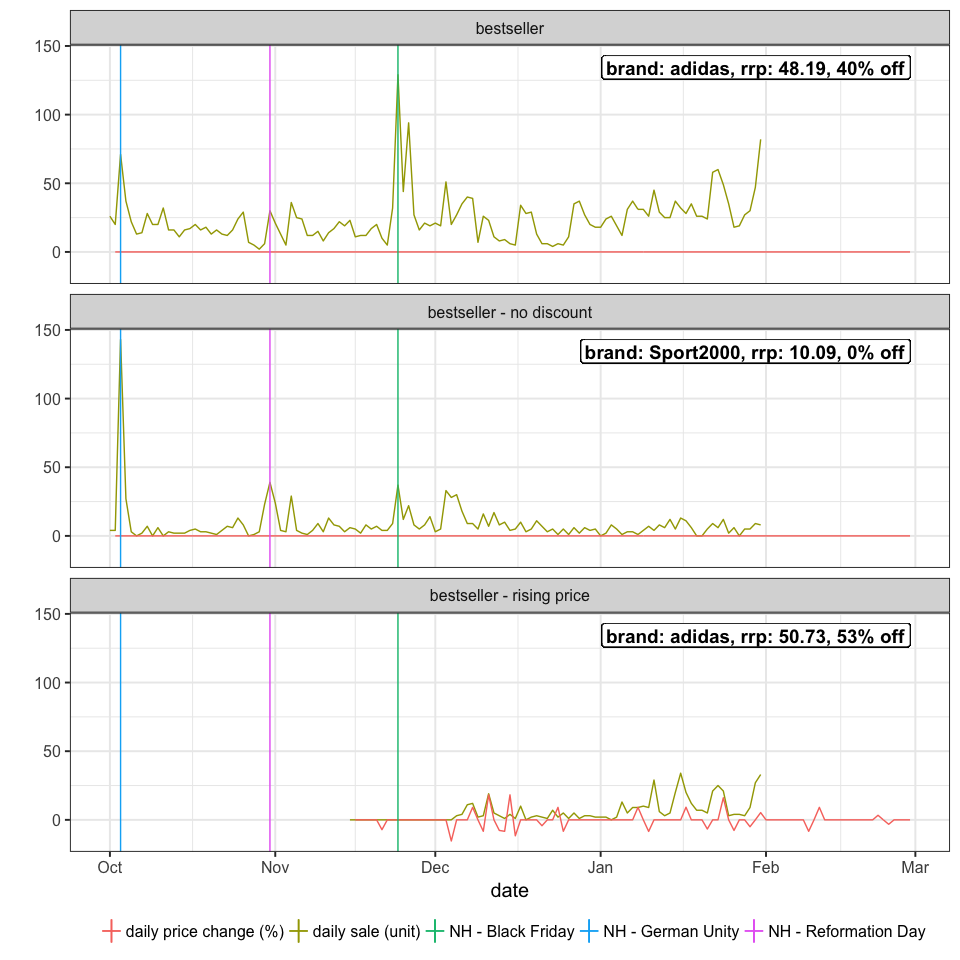 bestseller
150
100
50
0
brand: adidas, rrp: 48.19, 40% off
bestseller - no discount
150
100
50
0
brand: Sport2000, rrp: 10.09, 0% off
bestseller - rising price
150
100
50
0
brand: adidas, rrp: 50.73, 53% off
Oct Nov Dec Jan Feb Mar
date
daily price change (%) daily sale (unit) NH - Black Friday NH - German Unity NH - Reformation Day